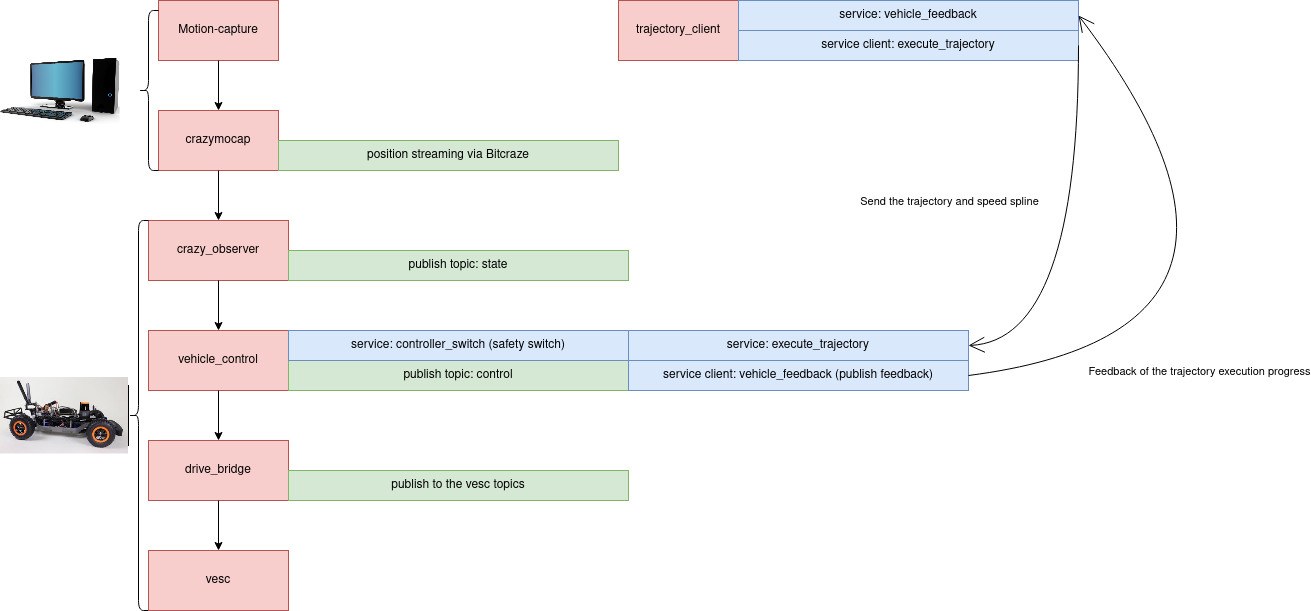 Motion-capture
trajectory_client
service: vehicle_feedback
service client: execute_trajectory
crazymocap
position streaming via Bitcraze
Send the trajectory and speed spline
crazy_observer
publish topic: state
vehicle_control
service: controller_switch (safety switch)
service: execute_trajectory
publish topic: control
service client: vehicle_feedback (publish feedback)
Feedback of the trajectory execution progress
drive_bridge
publish to the vesc topics
vesc